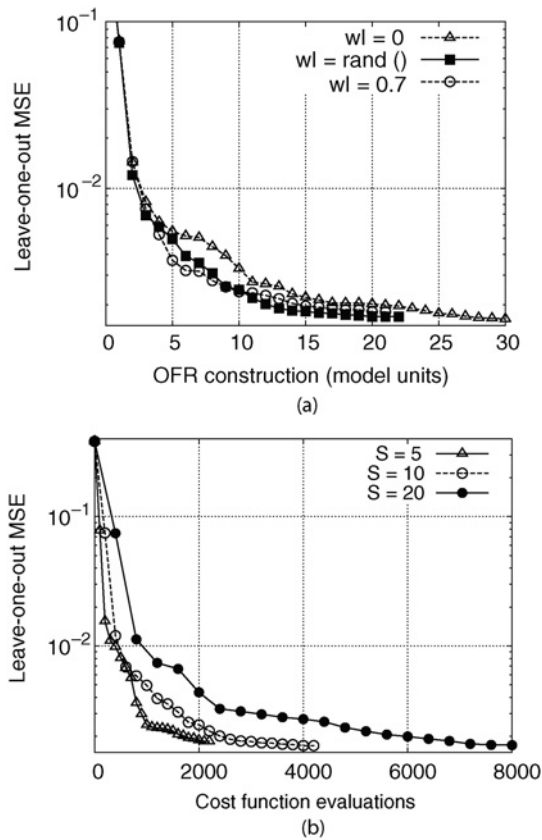 10^-1
wl = 0
wl = rand ()
wl = 0.7
Leave-one-out MSE
10^-2
0 5 10 15 20 25 30
OFR construction (model units)
(a)
S = 5
S = 10
S = 20
10^-1
Leave-one-out MSE
10^-2
0 2000 4000 6000 8000
Cost function evaluations
(b)